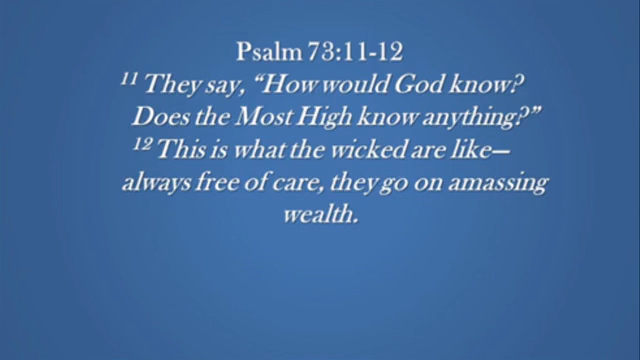 Psalm 73:11-12
11 They say, “How would God know?
Does the Most High know anything?”
12 This is what the wicked are like—
always free of care, they go on amassing
wealth.